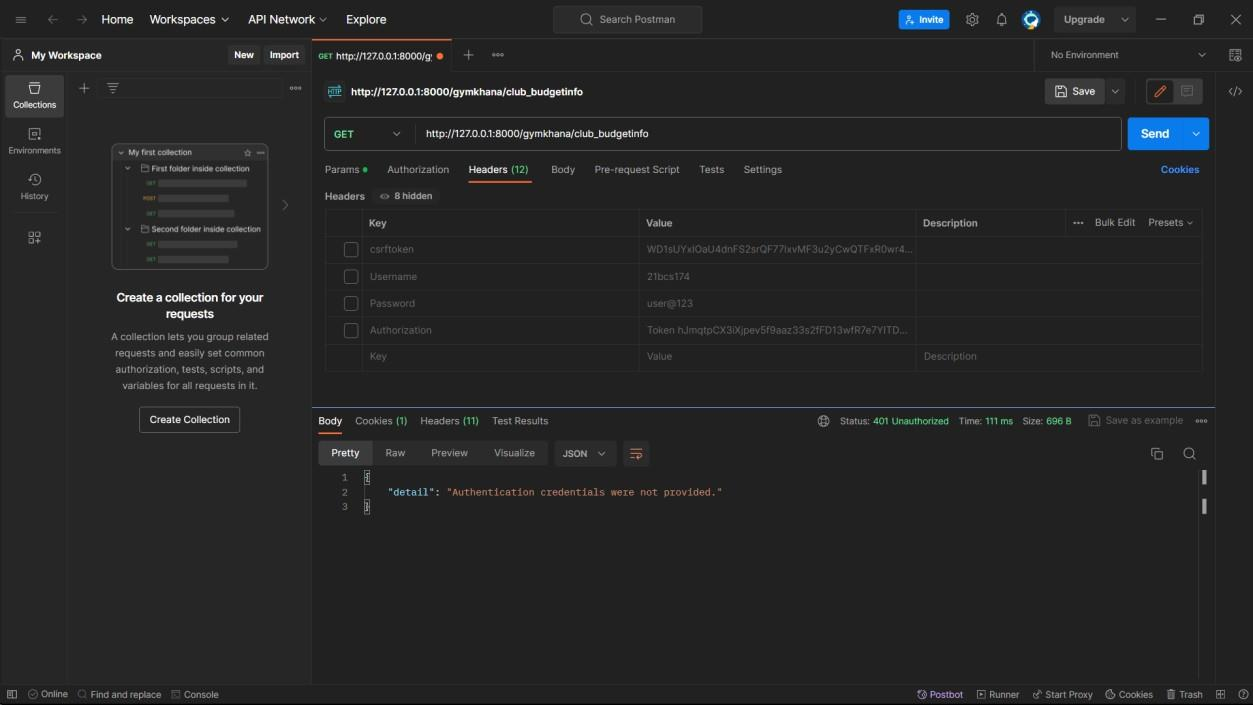 Home Workspaces API Network Explore Search Postman Invite Upgrade
My Workspace New Import GET http://127.0.0.1:8000/gy No Environment
Collections
Environments
History
My first collection
First folder inside collection
GET
POST
GET
Second folder inside collection
GET
GET
Create a collection for your
requests
A collection lets you group related
requests and easily set common
authorization, tests, scripts, and
variables for all requests in it.
Create Collection
HTTP http://127.0.0.1:8000/gymkhana/club_budgetinfo Save
GET http://127.0.0.1:8000/gymkhana/club_budgetinfo Send
Params Authorization Headers (12) Body Pre-request Script Tests Settings Cookies
Headers 8 hidden
Key Value Description Bulk Edit Presets
csrftoken
Username 21bcs174
Password user@123
Authorization Token
Key Value Description
Body Cookies (1) Headers (11) Test Results Status: 401 Unauthorized Time: 111 ms Size: 696 B Save as example
Pretty Raw Preview Visualize JSON
1 {
2 "detail": "Authentication credentials were not provided."
3 }
Online Find and replace Console Postbot Runner Start Proxy Cookies Trash